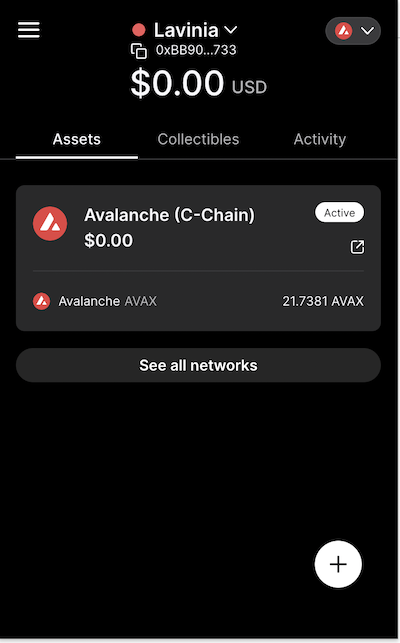 Lavinia
0xBB90...733
$0.00 USD
Assets Collectibles Activity
Avalanche (C-Chain) Active
$0.00
Avalanche AVAX 21.7381 AVAX
See all networks